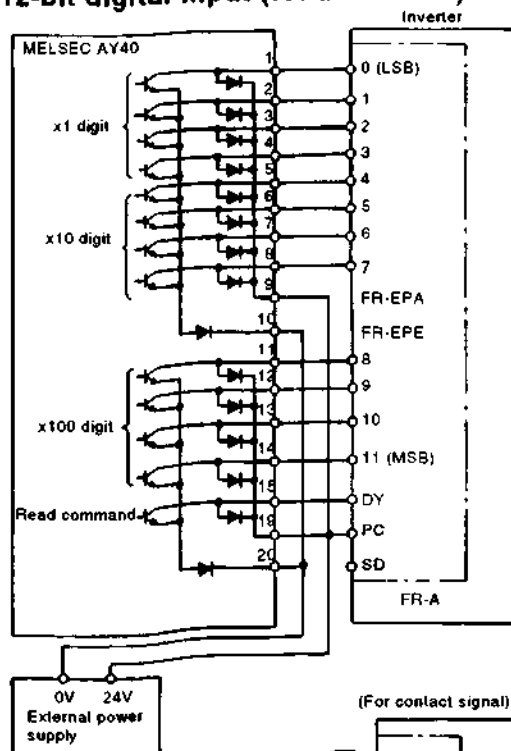 12-bit digital input (
Inverter
MELSEC AY40
x1 digit
x10 digit
x100 digit
Read command
1
2
3
4
5
6
7
8
9
10
11
12
13
14
15
19
20
0 (LSB)
1
2
3
4
5
6
7
FR-EPA
FR-EPE
8
9
10
11 (MSB)
DY
PC
SD
FR-A
0V 24V
External power
supply
(For contact signal)